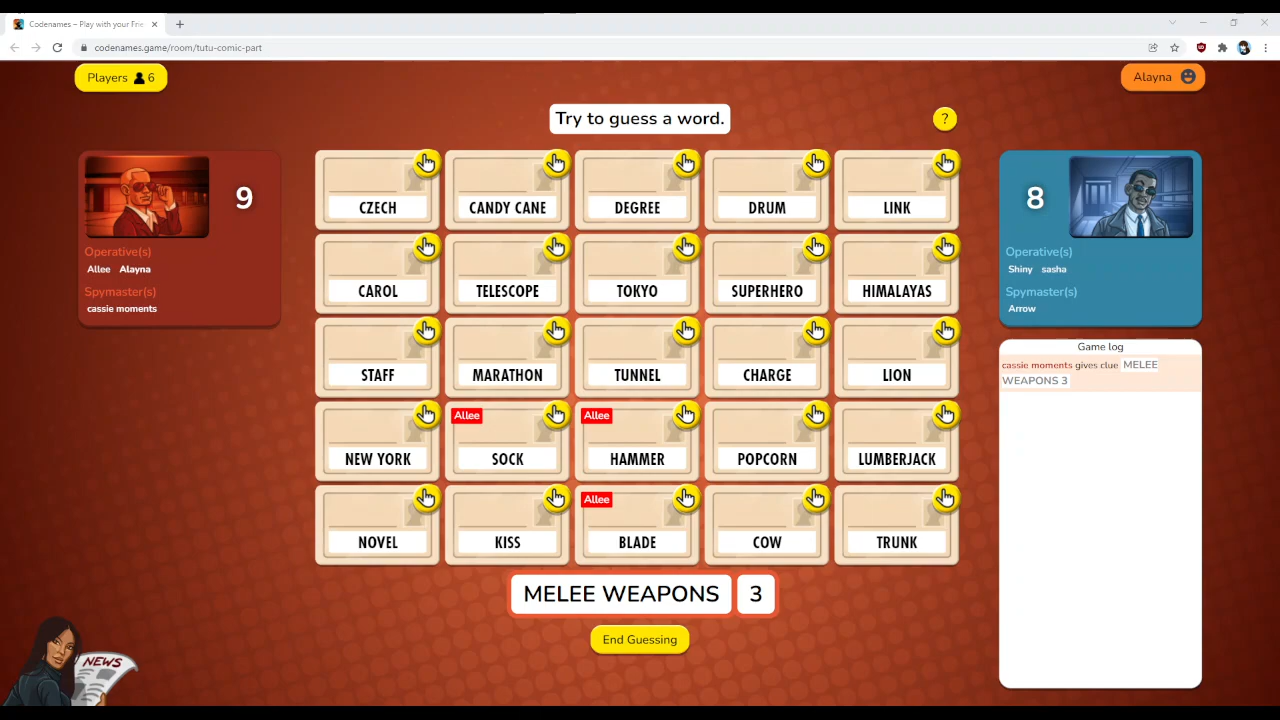 Codenames – Play with your Frie
codenames.game/room/tutu-comic-part
Players 6
Alayna
Try to guess a word.
?
9
Operative(s)
Allee Alayna
Spymaster(s)
cassie moments
8
Operative(s)
Shiny sasha
Spymaster(s)
Arrow
CZECH
CANDY CANE
DEGREE
DRUM
LINK
CAROL
TELESCOPE
TOKYO
SUPERHERO
HIMALAYAS
STAFF
MARATHON
TUNNEL
CHARGE
LION
NEW YORK
Allee
SOCK
Allee
HAMMER
POPCORN
LUMBERJACK
NOVEL
KISS
Allee
BLADE
COW
TRUNK
Game log
cassie moments gives clue MELEE
WEAPONS 3
MELEE WEAPONS 3
End Guessing
NEWS